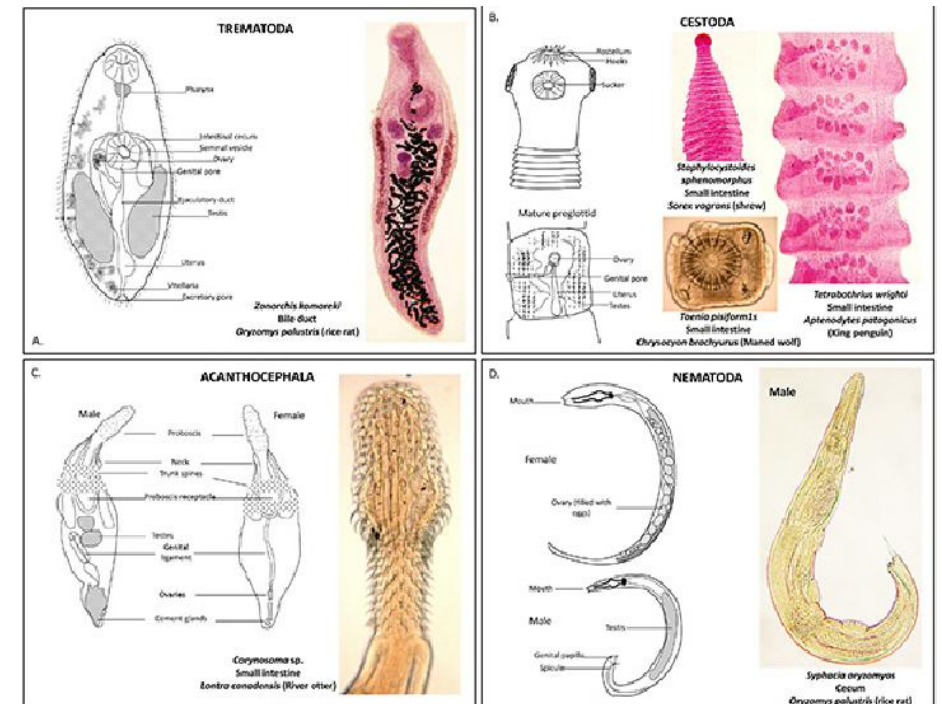 TREMATODA
Pharynx
Intestinal cecum
Seminal vesicle
Ovary
Genital pore
Ejaculatory duct
Testis
Uterus
Vitellaria
Excretory pore
Zonorchis komareki
Bile duct
Oryzomys palustris (rice rat)
A.
B.
CESTODA
Rostellum
Hooks
Sucker
Staphylocystoides
sphenomorphus
Small intestine
Sorex vagrans (shrew)
Mature proglottid
Ovary
Genital pore
Uterus
Testes
Taenia pisiform1s
Small intestine
Chrysocyon brachyurus (Maned wolf)
Tetrabothrius wrighti
Small intestine
Aptenodytes patagonicus
(King penguin)
C.
ACANTHOCEPHALA
Male
Female
Proboscis
Neck
Trunk spines
Proboscis receptacle
Testes
Genital
ligament
Ovaries
Cement glands
Corynosoma sp.
Small intestine
Lontra canadensis (River otter)
D.
NEMATODA
Mouth
Female
Ovary (filled with
eggs)
Mouth
Male
Testis
Genital papilla
Spicule
Male
Syphacia oryzomyos
Cecum
Oryzomys palustris (rice rat)